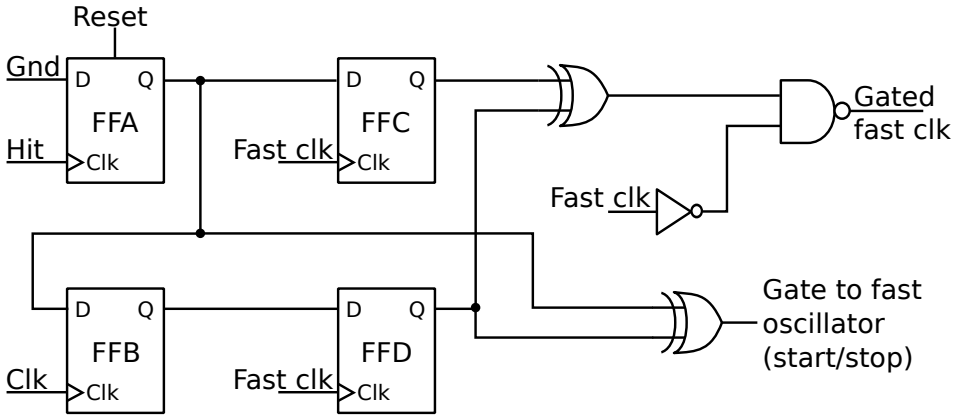 Reset
Gnd
D
Q
FFA
Hit
Clk
D
Q
FFC
Fast clk
Clk
Gated
fast clk
Fast clk
D
Q
FFB
Clk
Clk
D
Q
FFD
Fast clk
Clk
Gate to fast
oscillator
(start/stop)